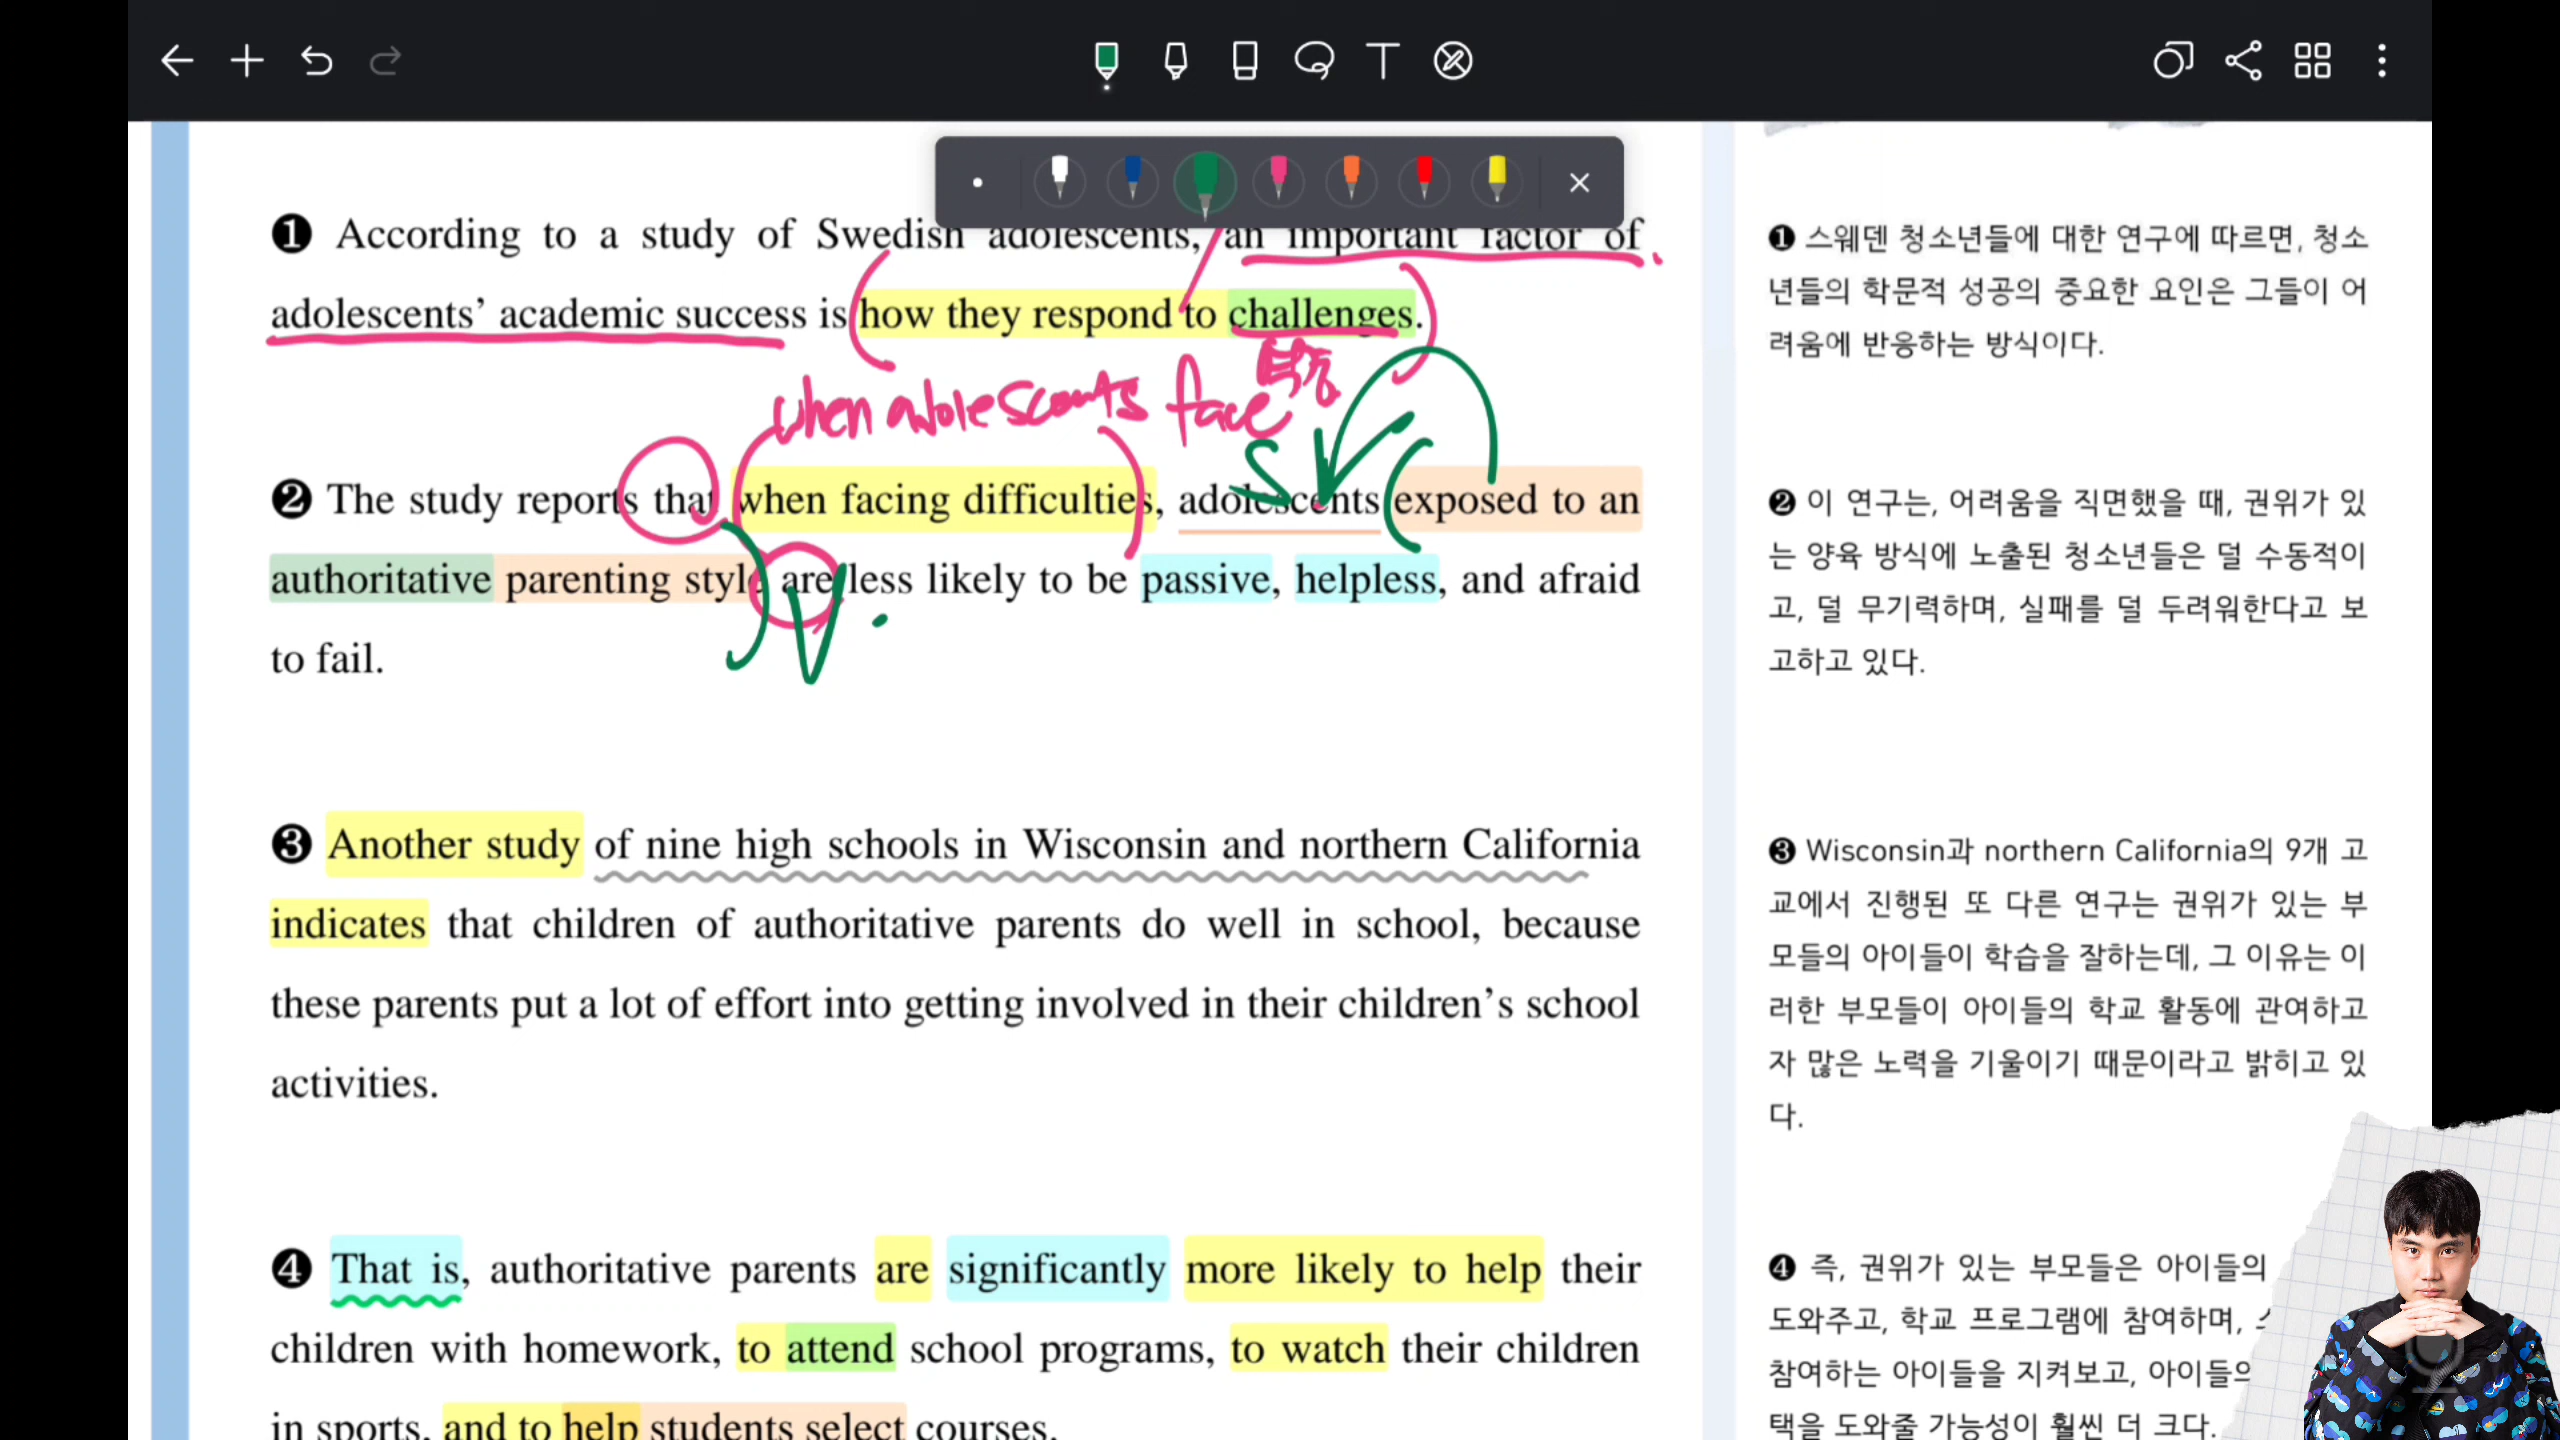 ❶ According to a study of Swedish adolescents, an important factor of
adolescents' academic success is how they respond to challenges.
when adolescents face
S
❷ The study reports that when facing difficulties, adolescents exposed to an
authoritative parenting style are less likely to be passive, helpless, and afraid
V
to fail.
❸ Another study of nine high schools in Wisconsin and northern California
indicates that children of authoritative parents do well in school, because
these parents put a lot of effort into getting involved in their children's school
activities.
❹ That is, authoritative parents are significantly more likely to help their
children with homework, to attend school programs, to watch their children
in sports, and to help students select courses.
❶ 스웨덴 청소년들에 대한 연구에 따르면, 청소
년들의 학문적 성공의 중요한 요인은 그들이 어
려움에 반응하는 방식이다.
❷ 이 연구는, 어려움을 직면했을 때, 권위가 있
는 양육 방식에 노출된 청소년들은 덜 수동적이
고, 덜 무기력하며, 실패를 덜 두려워한다고 보
고하고 있다.
❸ Wisconsin과 northern California의 9개 고
교에서 진행된 또 다른 연구는 권위가 있는 부
모들의 아이들이 학습을 잘하는데, 그 이유는 이
러한 부모들이 아이들의 학교 활동에 관여하고
자 많은 노력을 기울이기 때문이라고 밝히고 있
다.
❹ 즉, 권위가 있는 부모들은 아이들의
도와주고, 학교 프로그램에 참여하며,
참여하는 아이들을 지켜보고, 아이들의
택을 도와줄 가능성이 훨씬 더 크다.